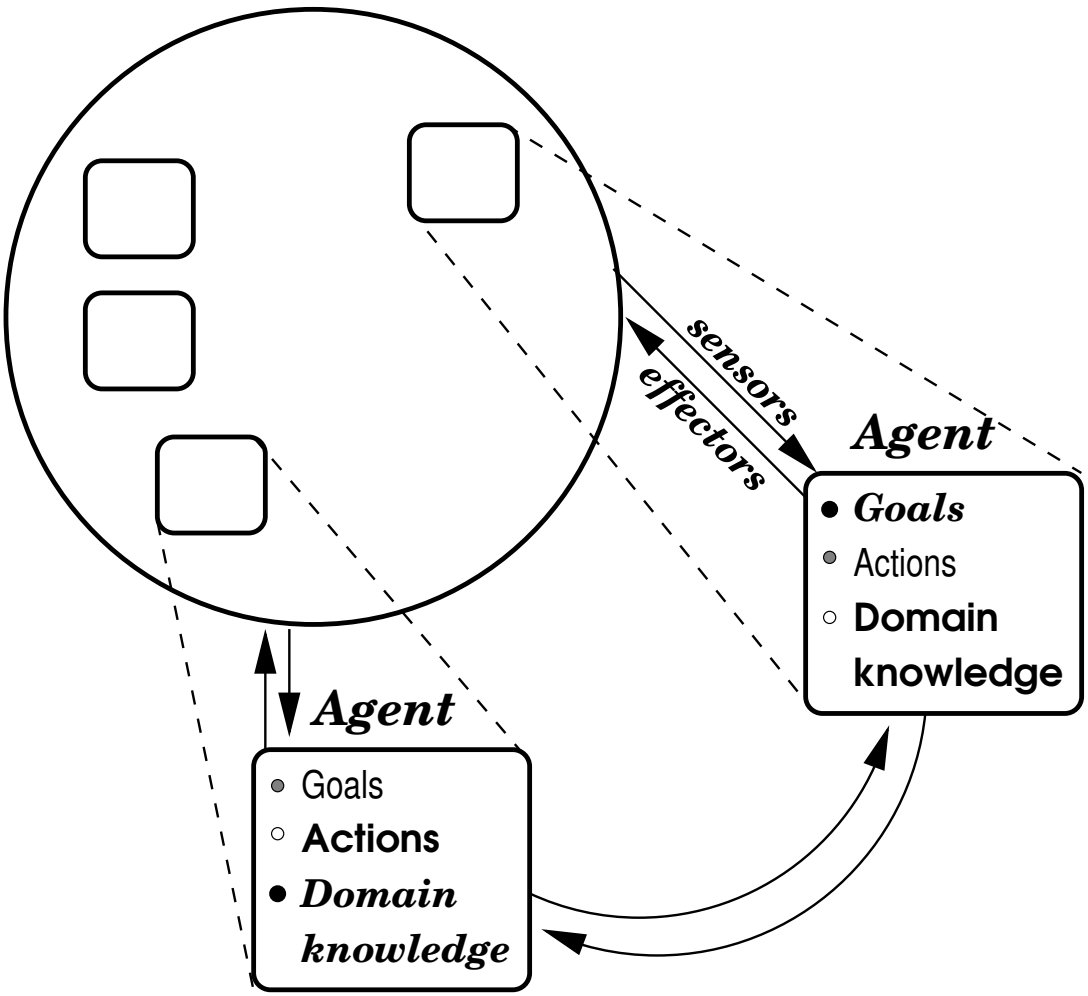 sensors
effectors
Agent
Goals
Actions
Domain
knowledge
Agent
Goals
Actions
Domain
knowledge